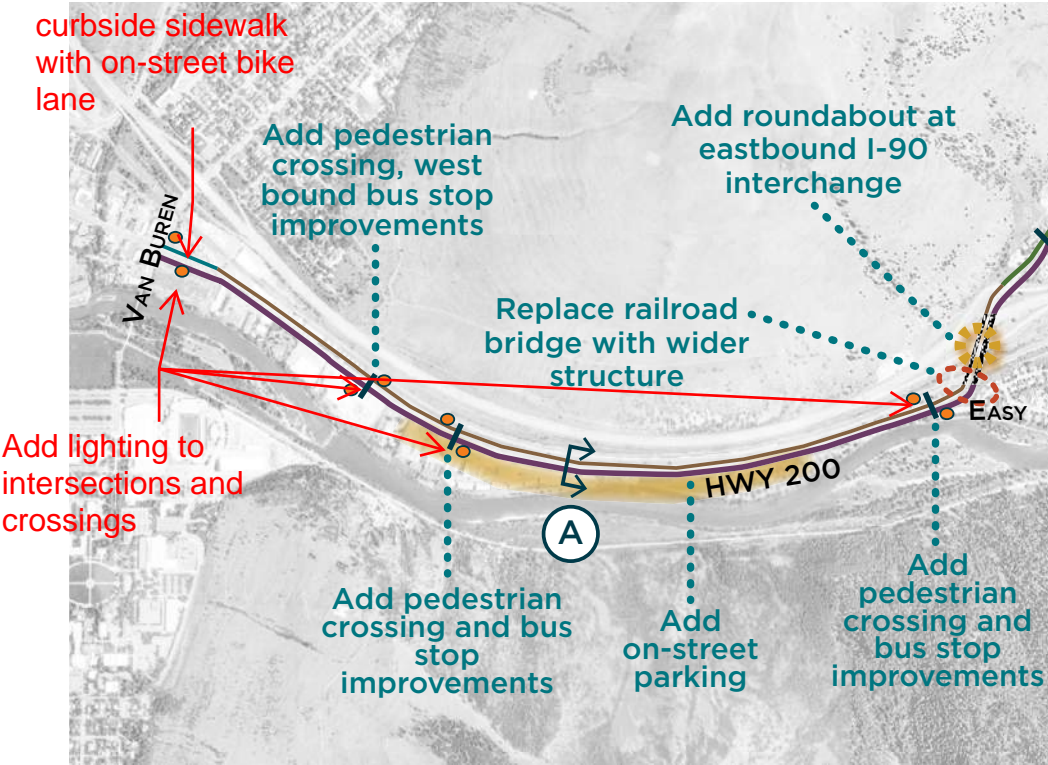 curbside sidewalk
with on-street bike
lane
Add pedestrian
crossing, west
bound bus stop
improvements
Add roundabout at
eastbound I-90
interchange
VAN BUREN
Replace railroad
bridge with wider
structure
EASY
Add lighting to
intersections and
crossings
HWY 200
A
Add pedestrian
crossing and bus
stop
improvements
Add
on-street
parking
Add
pedestrian
crossing and
bus stop
improvements